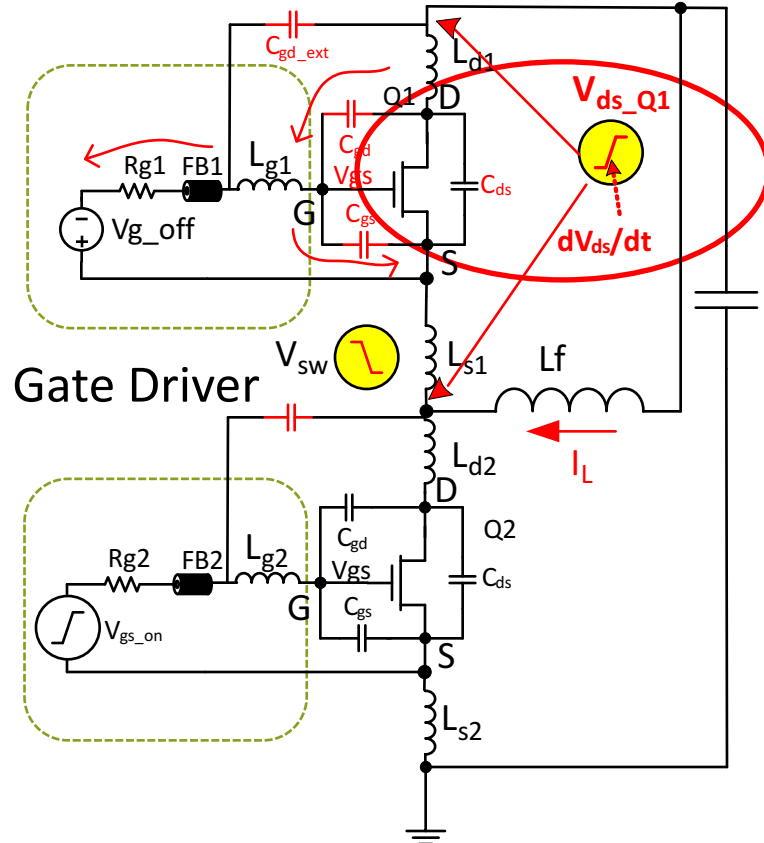 Cgd_ext
Ld1
Vds_Q1
Q1
D
Cgd
Lg1
Rg1
FB1
Vgs
Cds
G
Cgs
Vg_off
dVds/dt
S
Vsw
Ls1
Lf
Gate Driver
IL
Ld2
D
Q2
Cgd
Lg2
Rg2
FB2
Vgs
Cds
G
Cgs
Vgs_on
S
Ls2